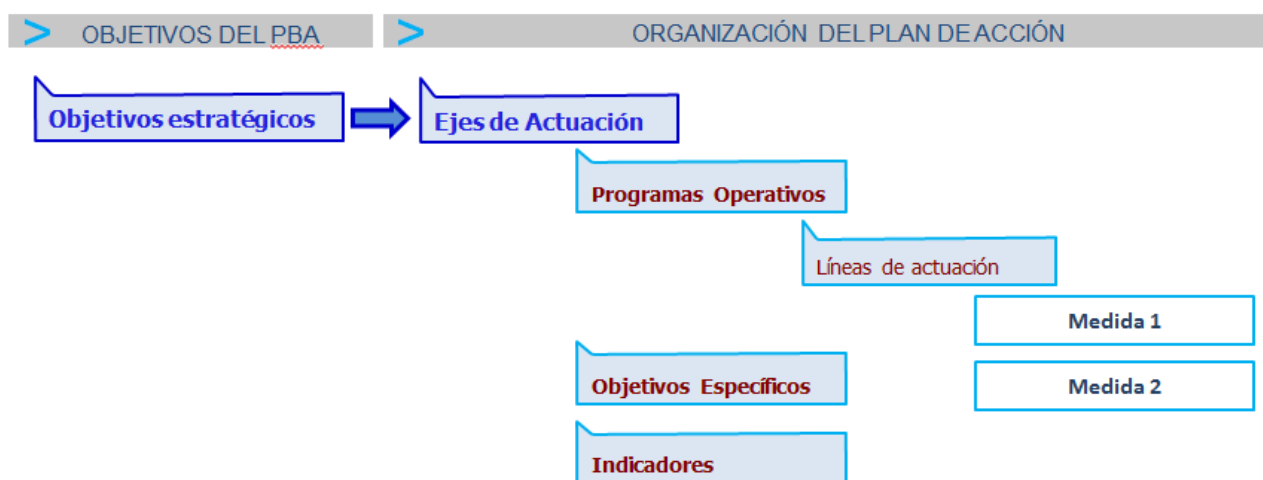 > OBJETIVOS DEL PBA
> ORGANIZACIÓN DEL PLAN DE ACCIÓN
Objetivos estratégicos
Ejes de Actuación
Programas Operativos
Líneas de actuación
Medida 1
Objetivos Específicos
Medida 2
Indicadores